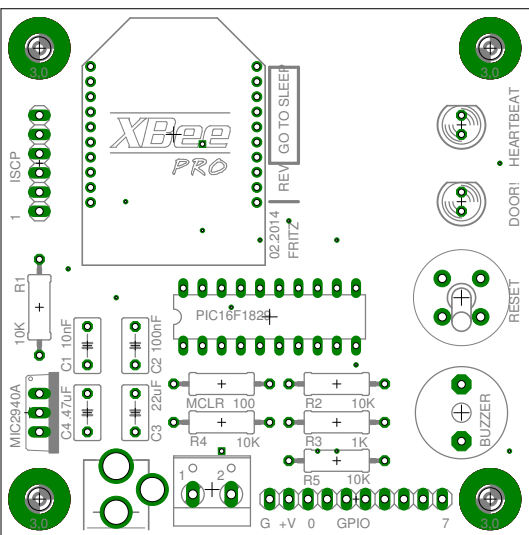 3,0
3,0
XBee
PRO
GO TO SLEEP
REV
02.2014
FRITZ
HEARTBEAT
DOOR!
ISCP
1
R1
10K
PIC16F1829
RESET
C1 10nF
C2 100nF
MIC2940A
C4 47uF
C3 22uF
MCLR 100
R2 10K
R4 10K
R3 1K
R5 10K
BUZZER
1 2
3,0
3,0
G +V 0 GPIO 7